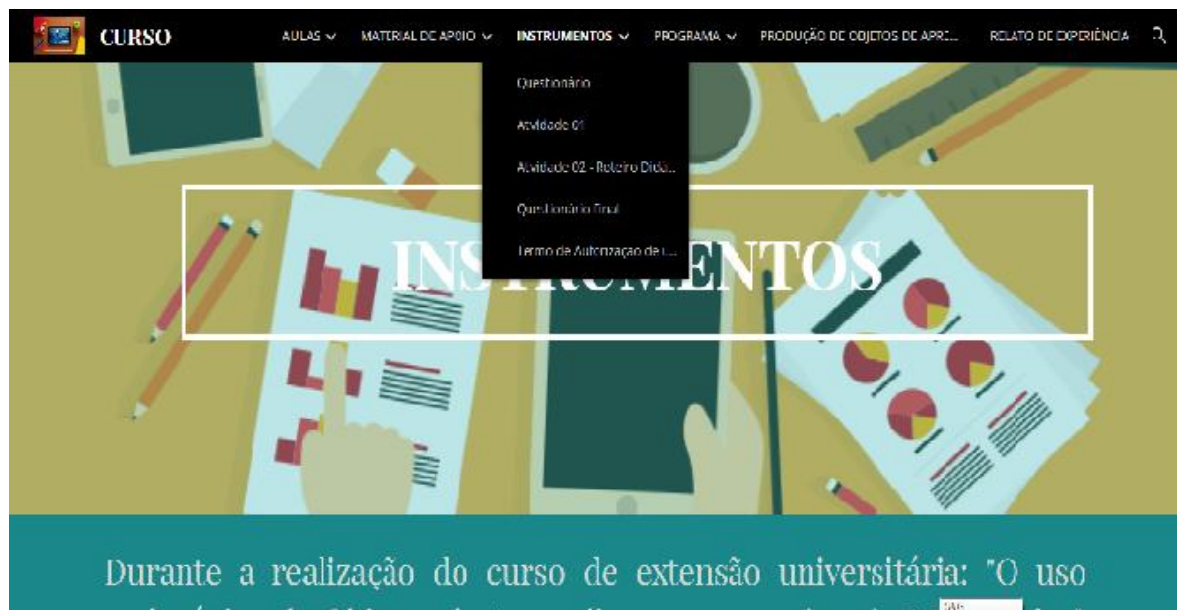 CURSO AULAS MATERIAL DE APOIO INSTRUMENTOS PROGRAMA PRODUÇÃO DE OBJETOS DE APRE... RELATO DE EXPERIÊNCIA
Questionário
Atividade 01
Atividade 02 - Roteiro Didá...
Questionário Final
Termo de Autorização de u...
INSTRUMENTOS
Durante a realização do curso de extensão universitária: "O uso